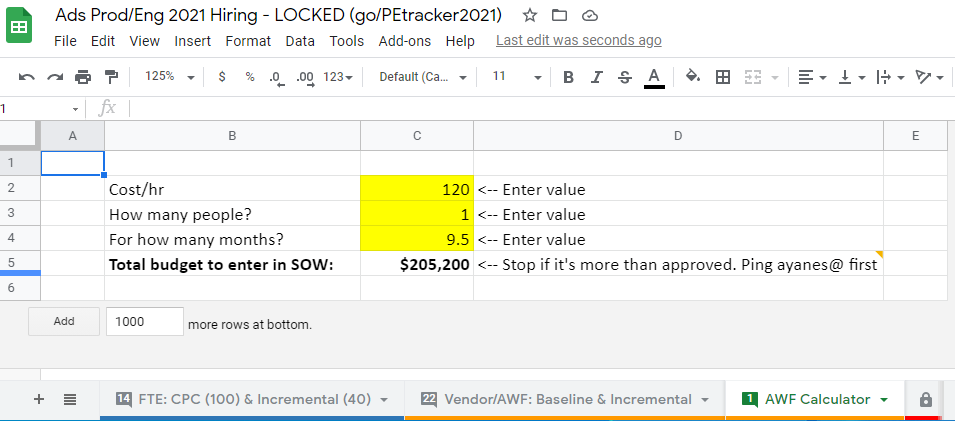 Ads Prod/Eng 2021 Hiring - LOCKED (go/PEtracker2021)
File Edit View Insert Format Data Tools Add-ons Help Last edit was seconds ago
125% $ % .0 .00 123 Default (Ca... 11 B I S A
1 fx
A B C D E
1
2 Cost/hr 120 <-- Enter value
3 How many people? 1 <-- Enter value
4 For how many months? 9.5 <-- Enter value
5 Total budget to enter in SOW: $205,200 <-- Stop if it's more than approved. Ping ayanes@ first
6
Add 1000 more rows at bottom.
+ 14 FTE: CPC (100) & Incremental (40) 22 Vendor/AWF: Baseline & Incremental 1 AWF Calculator